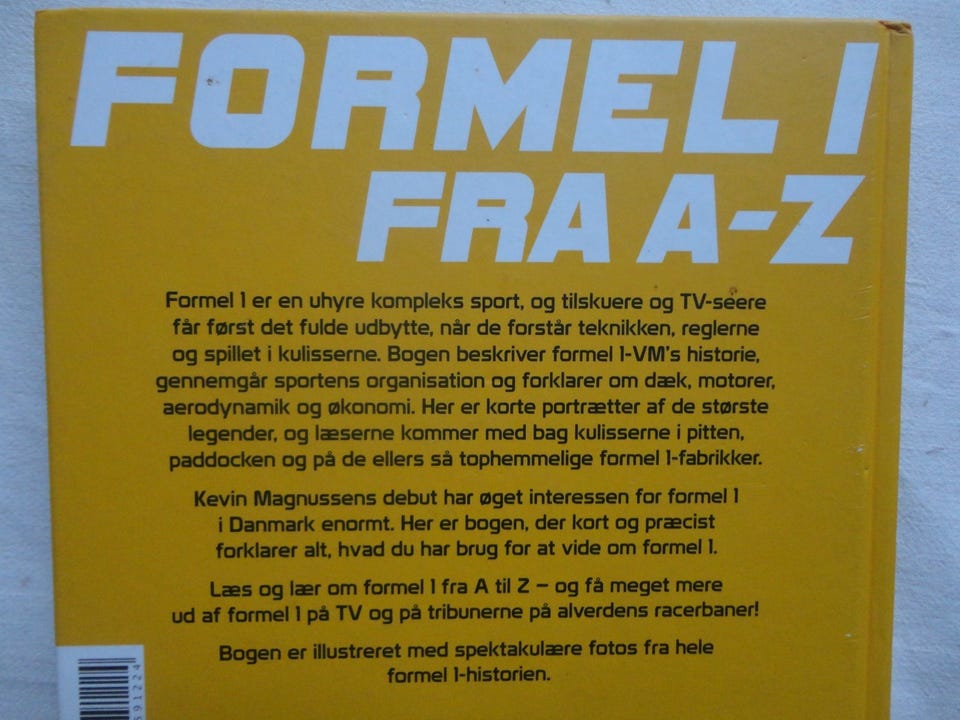 FORMEL 1
FRA A-Z
Formel 1 er en uhyre kompleks sport, og tilskuere og TV-seere
får først det fulde udbytte, når de forstår teknikken, reglerne
og spillet i kulisserne. Bogen beskriver formel 1-VM's historie,
gennemgår sportens organisation og forklarer om dæk, motorer,
aerodynamik og økonomi. Her er korte portrætter af de største
legender, og læserne kommer med bag kulisserne i pitten,
paddocken og på de ellers så tophemmelige formel 1-fabrikker.
Kevin Magnussens debut har øget interessen for formel 1
i Danmark enormt. Her er bogen, der kort og præcist
forklarer alt, hvad du har brug for at vide om formel 1.
Læs og lær om formel 1 fra A til Z – og få meget mere
ud af formel 1 på TV og på tribunerne på alverdens racerbaner!
Bogen er illustreret med spektakulære fotos fra hele
formel 1-historien.